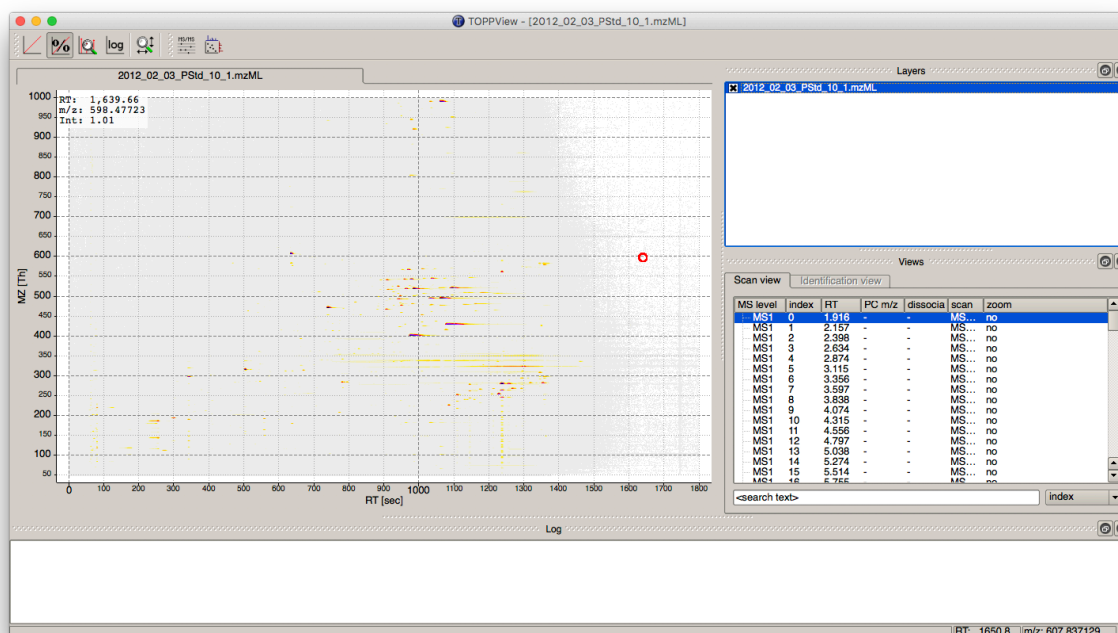 TOPPView - [2012_02_03_PStd_10_1.mzML]
% log MS/MS
2012_02_03_PStd_10_1.mzML
RT: 1,639.66
m/z: 598.47723
Int: 1.01
1000
950
900
850
800
750
700
650
600
550
500
450
400
350
300
250
200
150
100
50
MZ [Th]
0 100 200 300 400 500 600 700 800 900 1000 1100 1200 1300 1400 1500 1600 1700 1800
RT [sec]
Layers
2012_02_03_PStd_10_1.mzML
Views
Scan view Identification view
MS level index RT PC m/z dissocia scan zoom
MS1 0 1.916 - - MS... no
MS1 1 2.157 - - MS... no
MS1 2 2.398 - - MS... no
MS1 3 2.634 - - MS... no
MS1 4 2.874 - - MS... no
MS1 5 3.115 - - MS... no
MS1 6 3.356 - - MS... no
MS1 7 3.597 - - MS... no
MS1 8 3.838 - - MS... no
MS1 9 4.074 - - MS... no
MS1 10 4.315 - - MS... no
MS1 11 4.556 - - MS... no
MS1 12 4.797 - - MS... no
MS1 13 5.038 - - MS... no
MS1 14 5.274 - - MS... no
MS1 15 5.514 - - MS... no
MS1 16 5.755 - - MS... no
<search text> index
Log
RT: 1650.8 m/z: 607.837129